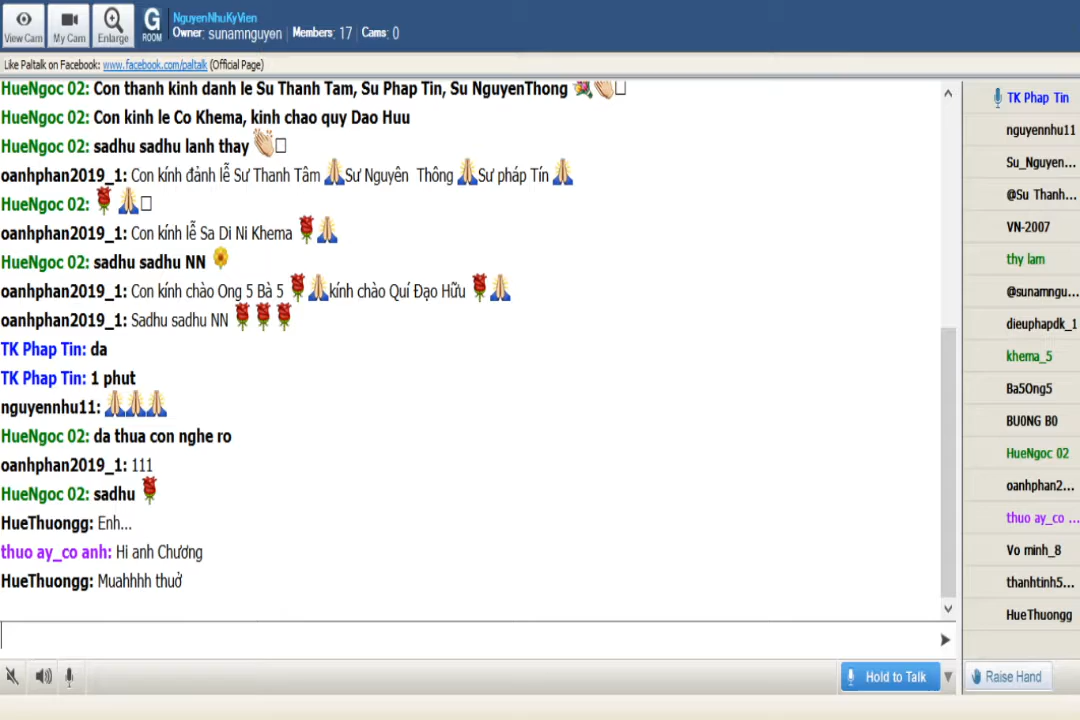 NguyenNhuKyVien
View Cam My Cam Enlarge G ROOM Owner: sunamnguyen Members: 17 Cams: 0
Like Paltalk on Facebook: www.facebook.com/paltalk (Official Page)
HueNgoc 02: Con thanh kinh danh le Su Thanh Tam, Su Phap Tin, Su NguyenThong
HueNgoc 02: Con kinh le Co Khema, kinh chao quy Dao Huu
HueNgoc 02: sadhu sadhu lanh thay
oanhphan2019_1: Con kính đảnh lễ Sư Thanh Tâm 🙏Sư Nguyên Thông 🙏Sư pháp Tín 🙏
HueNgoc 02: 🌹 🙏
oanhphan2019_1: Con kính lễ Sa Di Ni Khema 🌹🙏
HueNgoc 02: sadhu sadhu NN
oanhphan2019_1: Con kính chào Ong 5 Bà 5 🌹🙏kính chào Quí Đạo Hữu 🌹🙏
oanhphan2019_1: Sadhu sadhu NN 🌹🌹🌹
TK Phap Tin: da
TK Phap Tin: 1 phut
nguyennhu11: 🙏🙏🙏
HueNgoc 02: da thua con nghe ro
oanhphan2019_1: 111
HueNgoc 02: sadhu 🌹
HueThuongg: Enh...
thuo ay_co anh: Hi anh Chương
HueThuongg: Muahhhh thuở
Hold to Talk
TK Phap Tin
nguyennhu11
Su_Nguyen...
@Su Thanh...
VN-2007
thy lam
@sunamngu...
dieuphapdk_1
khema_5
Ba5Ong5
BU0NG B0
HueNgoc 02
oanhphan2...
thuo ay_co ...
Vo minh_8
thanhtinh5...
HueThuongg
Raise Hand